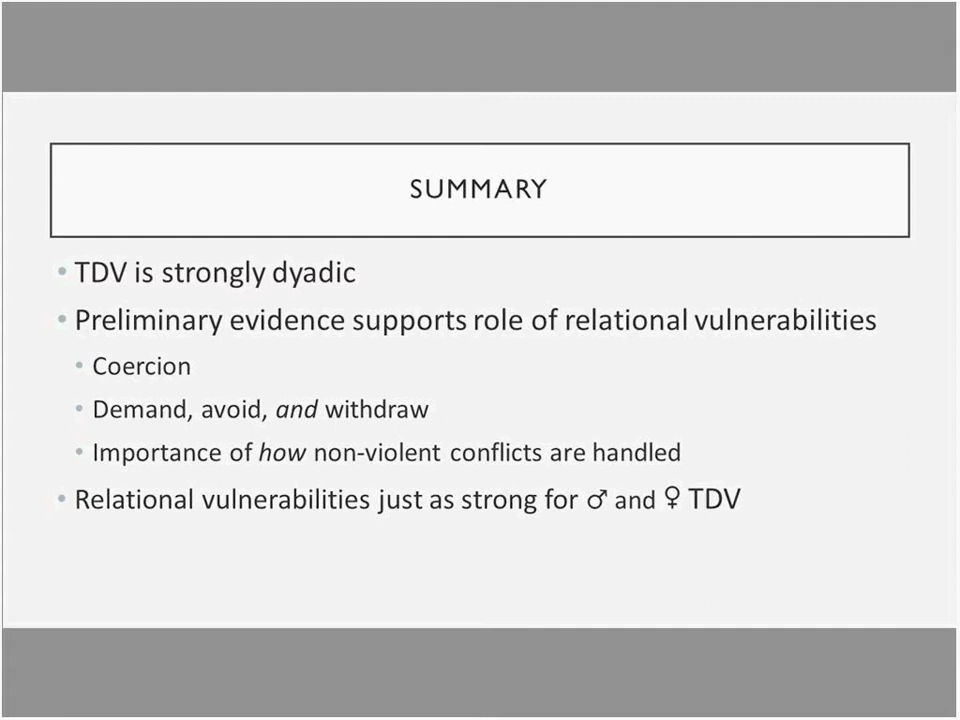 SUMMARY
• TDV is strongly dyadic
• Preliminary evidence supports role of relational vulnerabilities
• Coercion
• Demand, avoid, and withdraw
• Importance of how non-violent conflicts are handled
• Relational vulnerabilities just as strong for ♂ and ♀ TDV